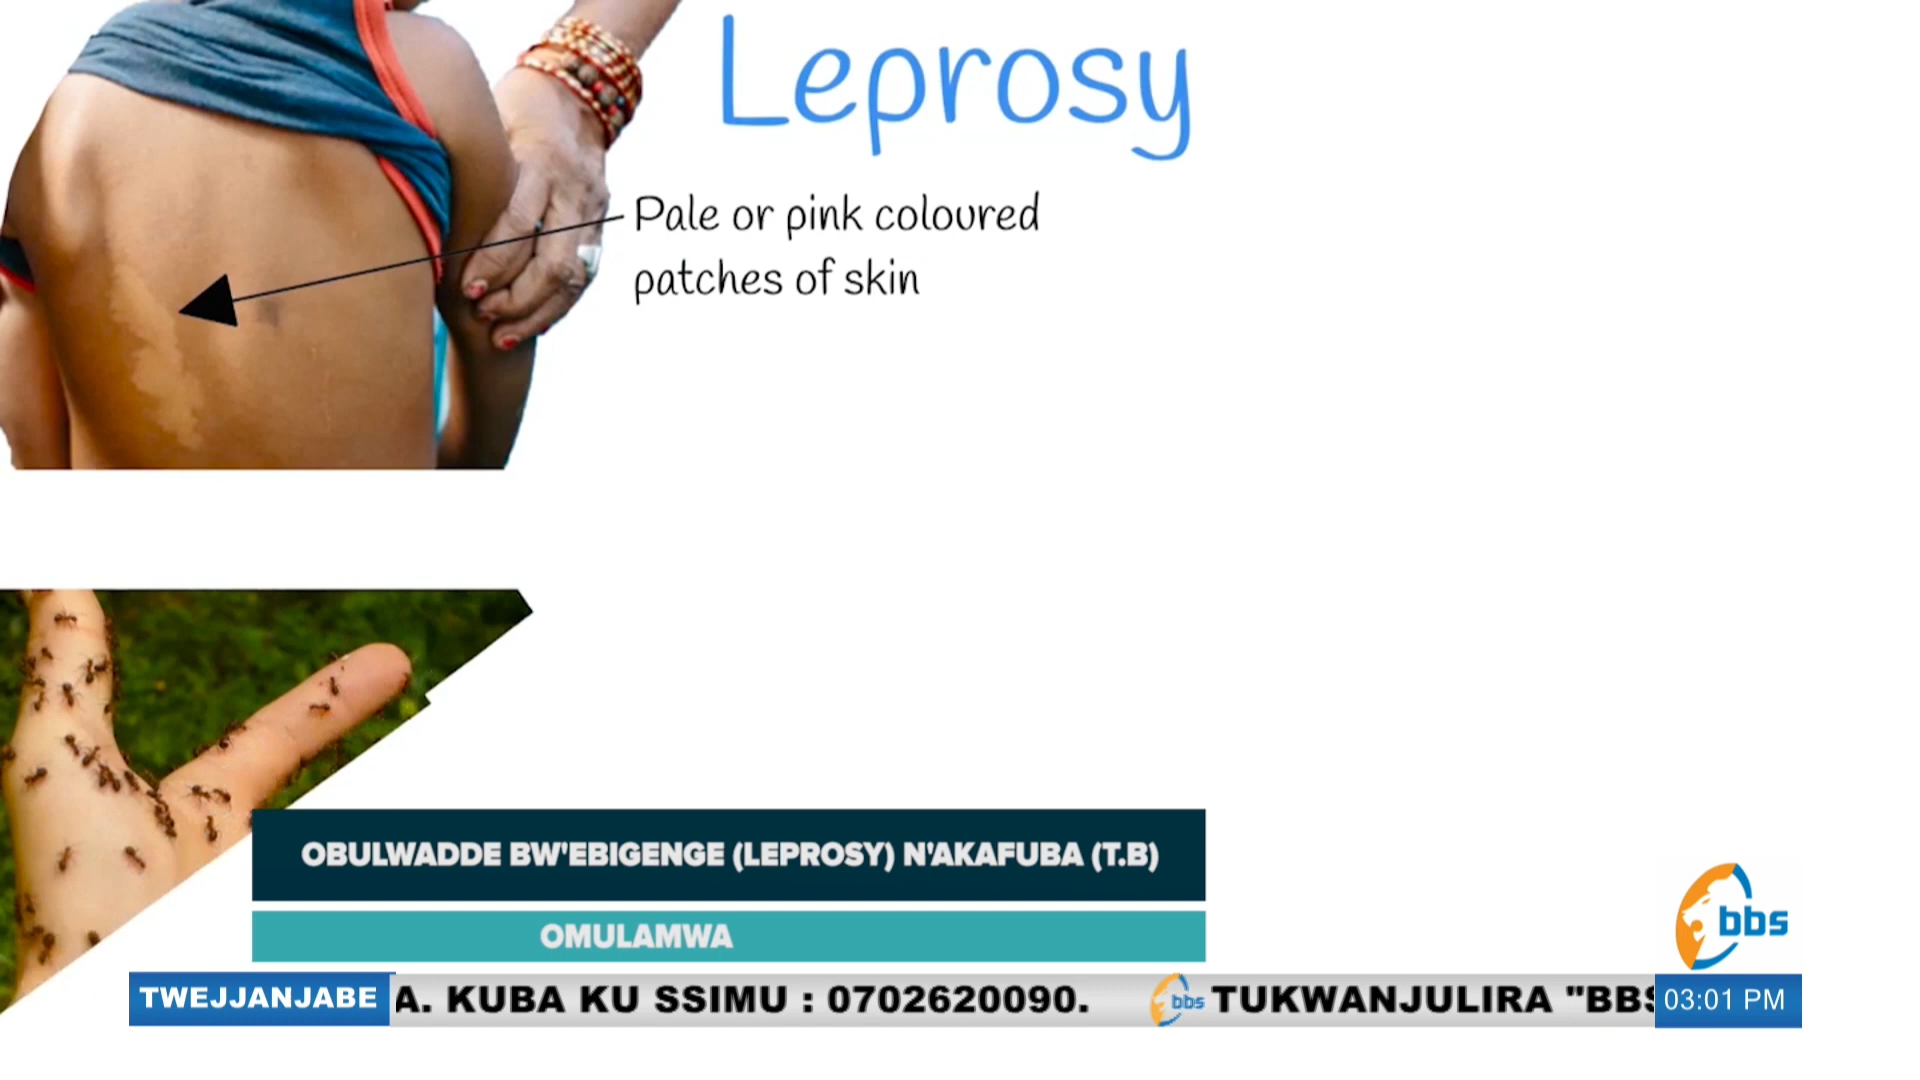 Leprosy
Pale or pink coloured
patches of skin
OBULWADDE BW'EBIGENGE (LEPROSY) N'AKAFUBA (T.B)
OMULAMWA
bbs
TWEJJANJABE
A. KUBA KU SSIMU : 0702620090.
bbs
TUKWANJULIRA "BBS
03:01 PM